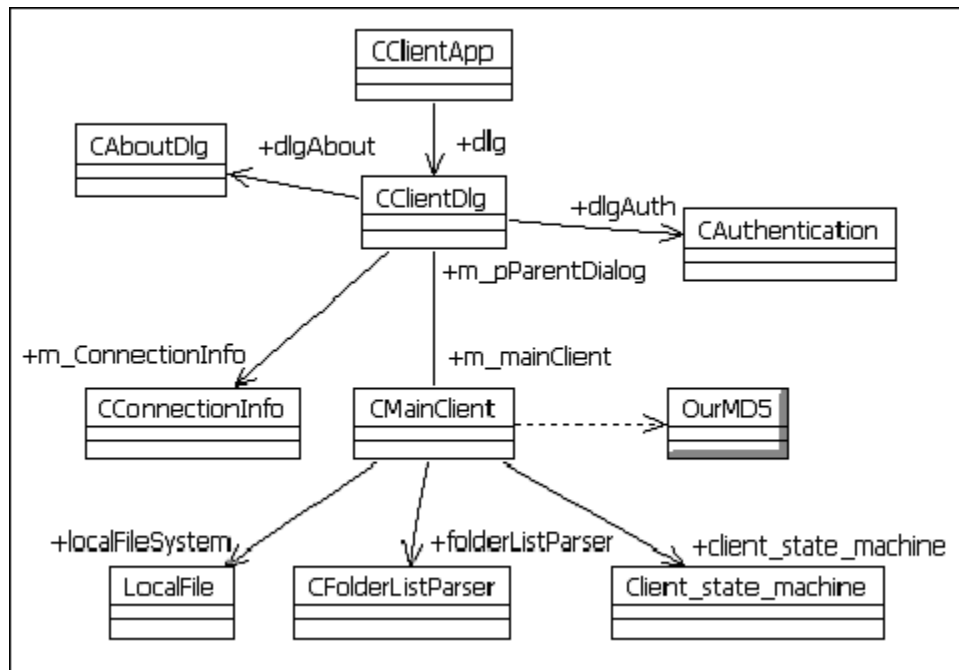 CClientApp
+dlg
CAboutDlg
+dlgAbout
CClientDlg
+dlgAuth
CAuthentication
+m_pParentDialog
+m_ConnectionInfo
+m_mainClient
CConnectionInfo
CMainClient
OurMD5
+localFileSystem
+folderListParser
+client_state_machine
LocalFile
CFolderListParser
Client_state_machine